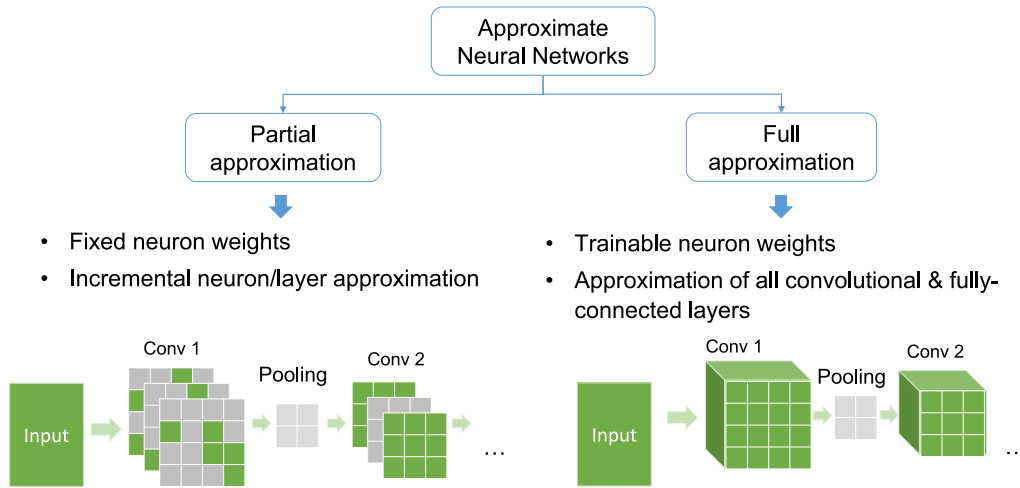 Approximate
Neural Networks
Partial
approximation
Full
approximation
• Fixed neuron weights
• Incremental neuron/layer approximation
• Trainable neuron weights
• Approximation of all convolutional & fully-
connected layers
Input
Conv 1
Pooling
Conv 2
...
Input
Conv 1
Pooling
Conv 2
..